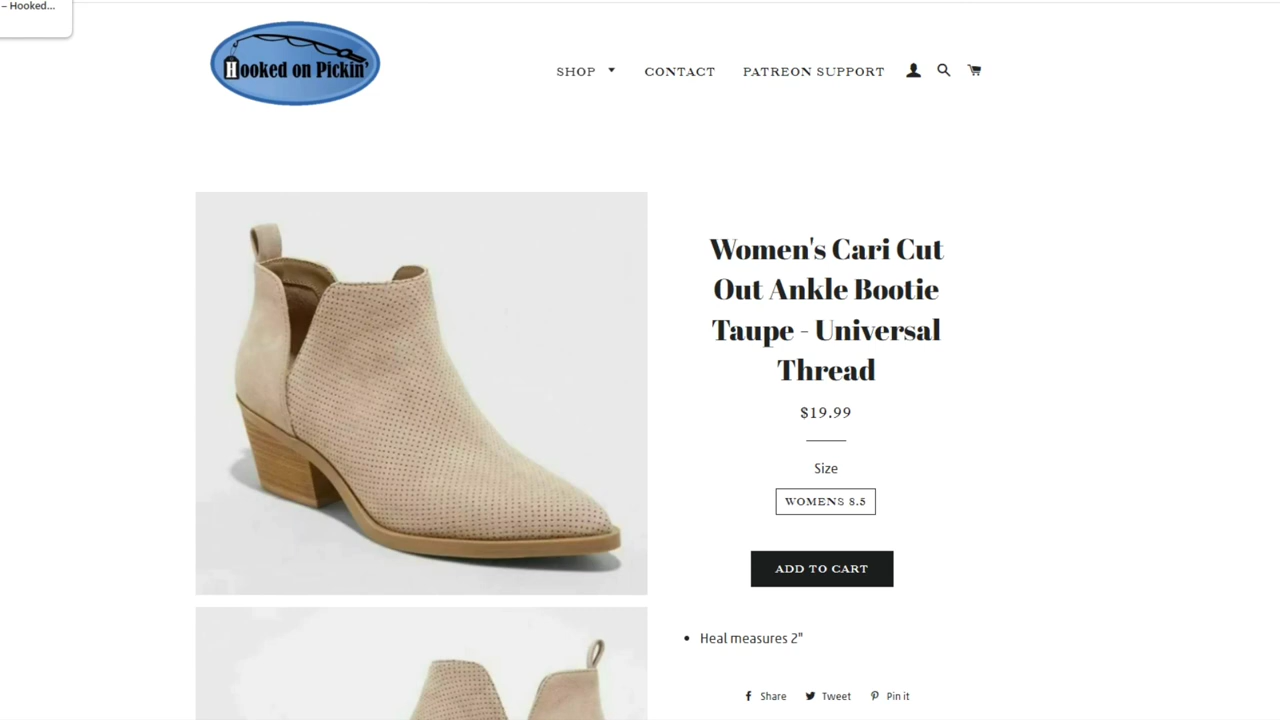 – Hooked...
Hooked on Pickin'
SHOP
CONTACT
PATREON SUPPORT
Women's Cari Cut
Out Ankle Bootie
Taupe - Universal
Thread
$19.99
Size
WOMENS 8.5
ADD TO CART
Heal measures 2"
Share
Tweet
Pin it